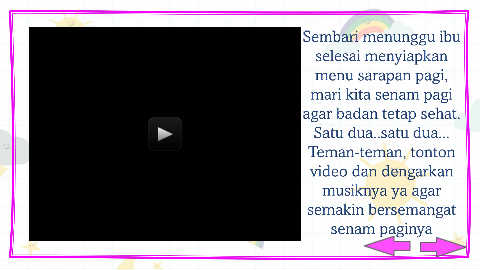 Sembari menunggu ibu
selesai menyiapkan
menu sarapan pagi,
mari kita senam pagi
agar badan tetap sehat.
Satu dua..satu dua...
Teman-teman, tonton
video dan dengarkan
musiknya ya agar
semakin bersemangat
senam paginya